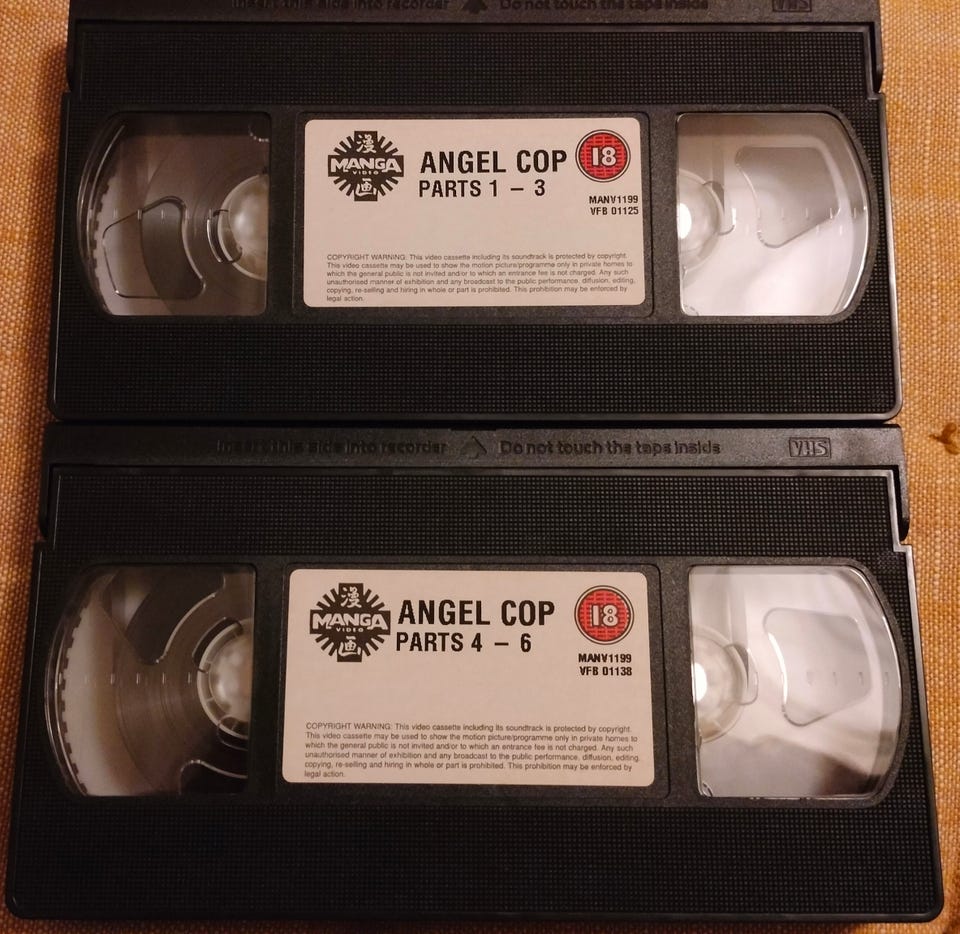 Insert this side into recorder Do not touch the tape inside VHS
漫
MANGA
VIDEO
画
ANGEL COP
PARTS 1 – 3
18
MANV1199
VFB 01125
COPYRIGHT WARNING: This video cassette including its soundtrack is protected by copyright.
This video cassette may be used to show the motion picture/programme only in private homes to
which the general public is not invited and/or to which an entrance fee is not charged. Any such
unauthorised manner of exhibition and any broadcast to the public performance, diffusion, editing,
copying, re-selling and hiring in whole or part is prohibited. This prohibition may be enforced by
legal action.
Insert this side into recorder Do not touch the tape inside VHS
漫
MANGA
VIDEO
画
ANGEL COP
PARTS 4 – 6
18
MANV1199
VFB 01138
COPYRIGHT WARNING: This video cassette including its soundtrack is protected by copyright.
This video cassette may be used to show the motion picture/programme only in private homes to
which the general public is not invited and/or to which an entrance fee is not charged. Any such
unauthorised manner of exhibition and any broadcast to the public performance, diffusion, editing,
copying, re-selling and hiring in whole or part is prohibited. This prohibition may be enforced by
legal action.